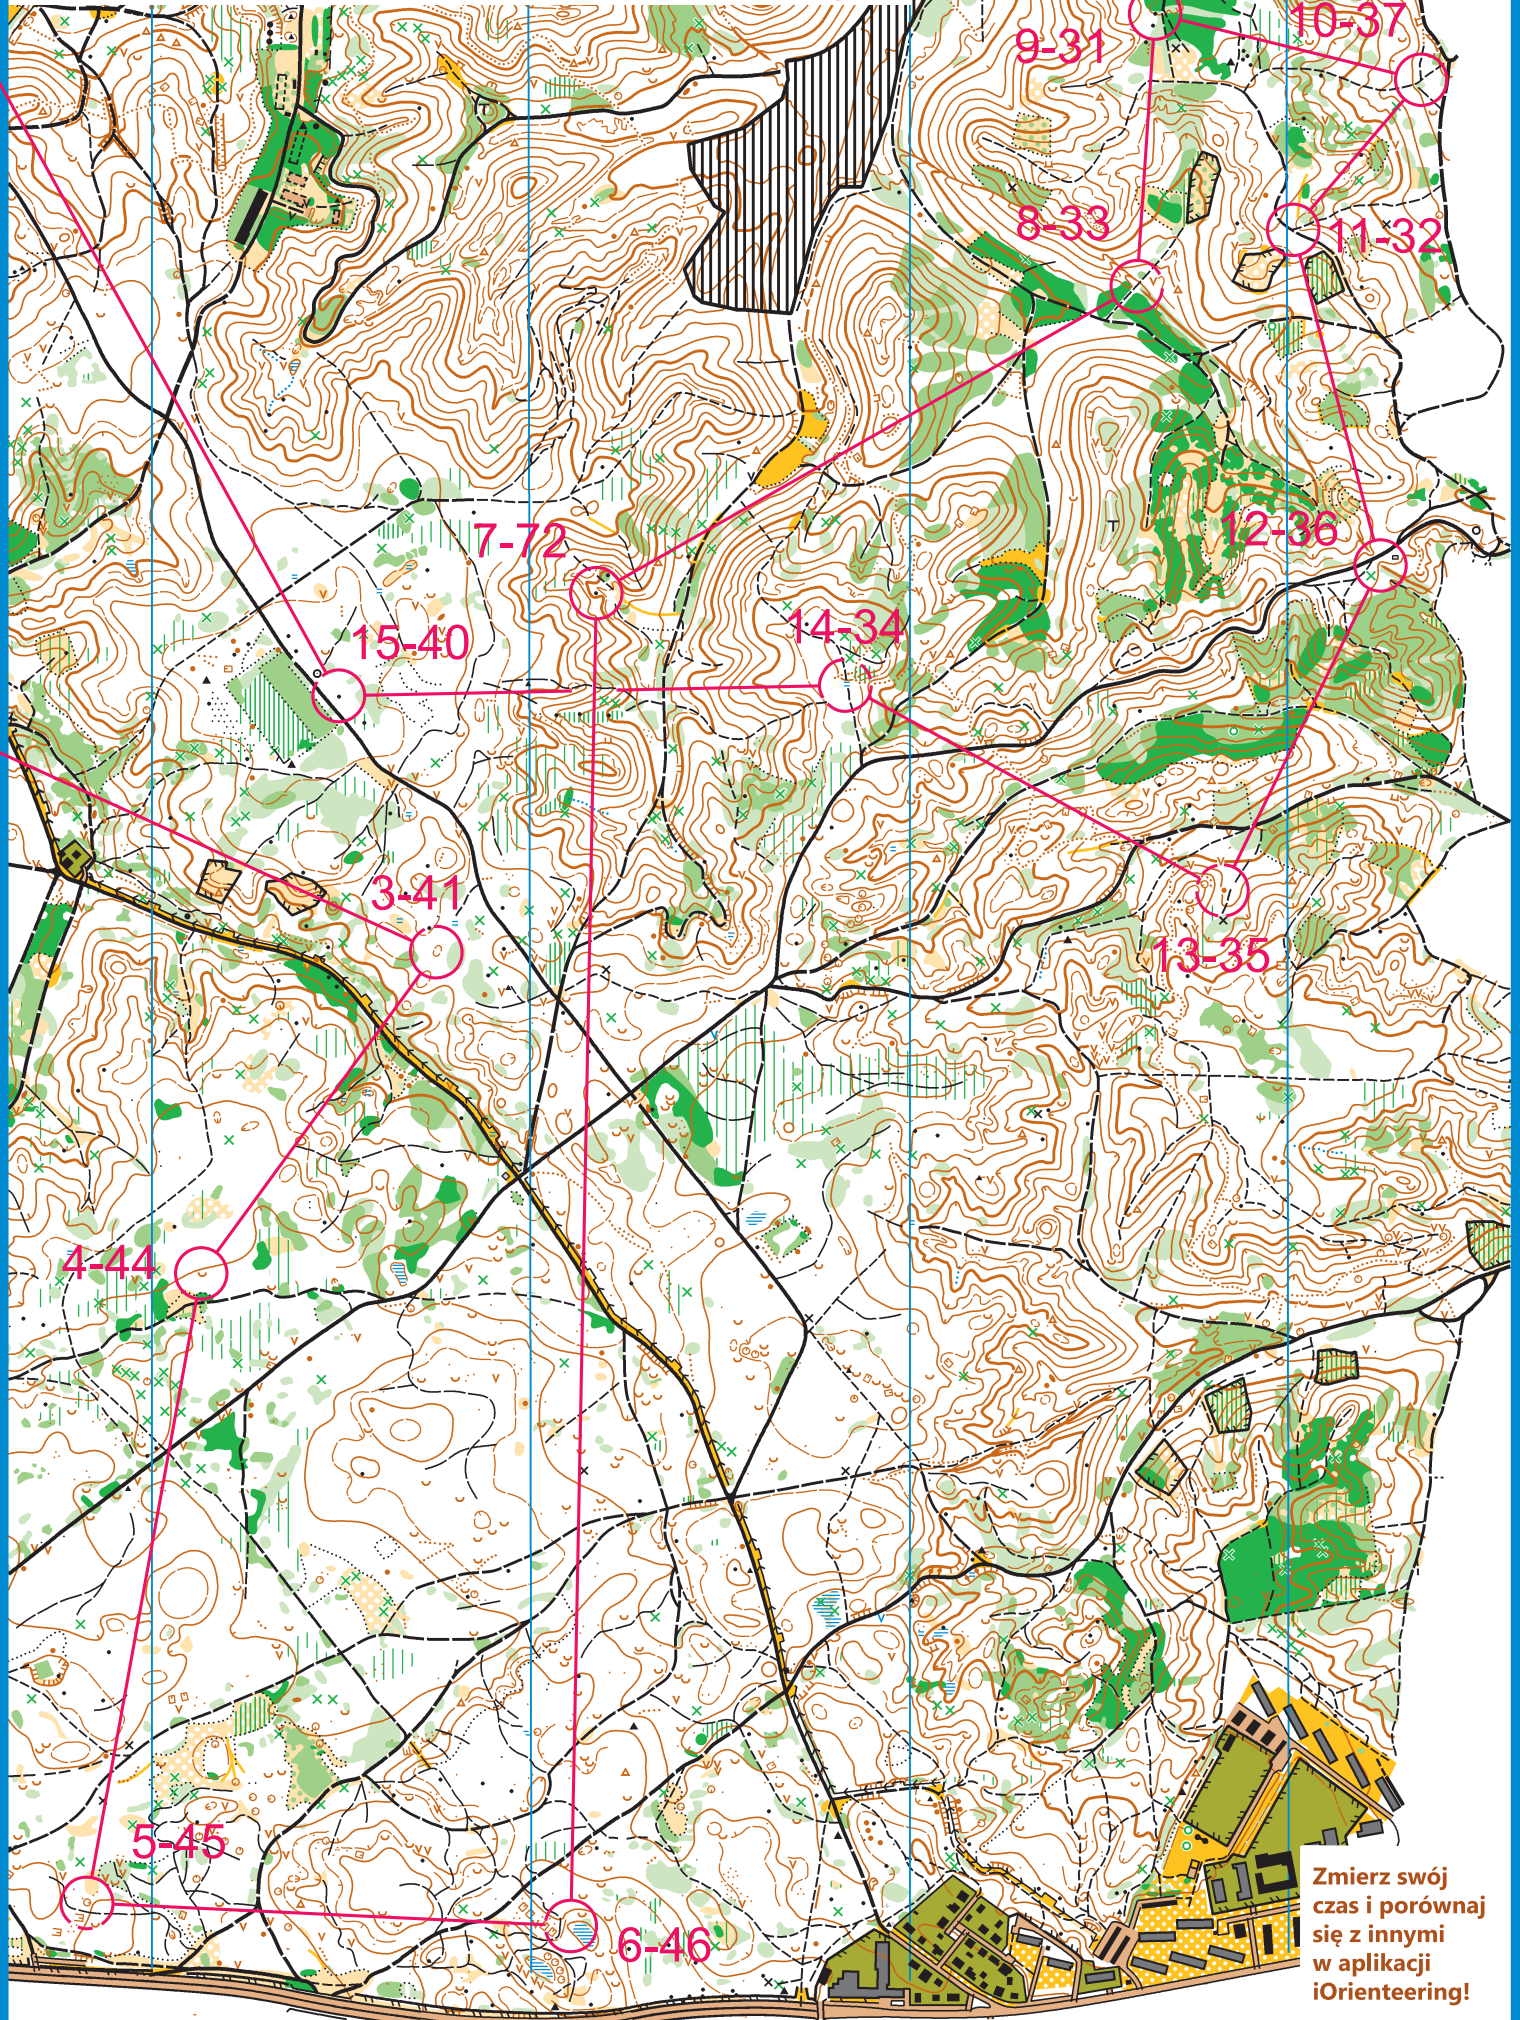 9-31
10-37
8-33
11-32
7-72
12-36
14-34
15-40
3-41
13-35
4-44
5-45
6-46
Zmierz swój
czas i porównaj
się z innymi
w aplikacji
iOrienteering!